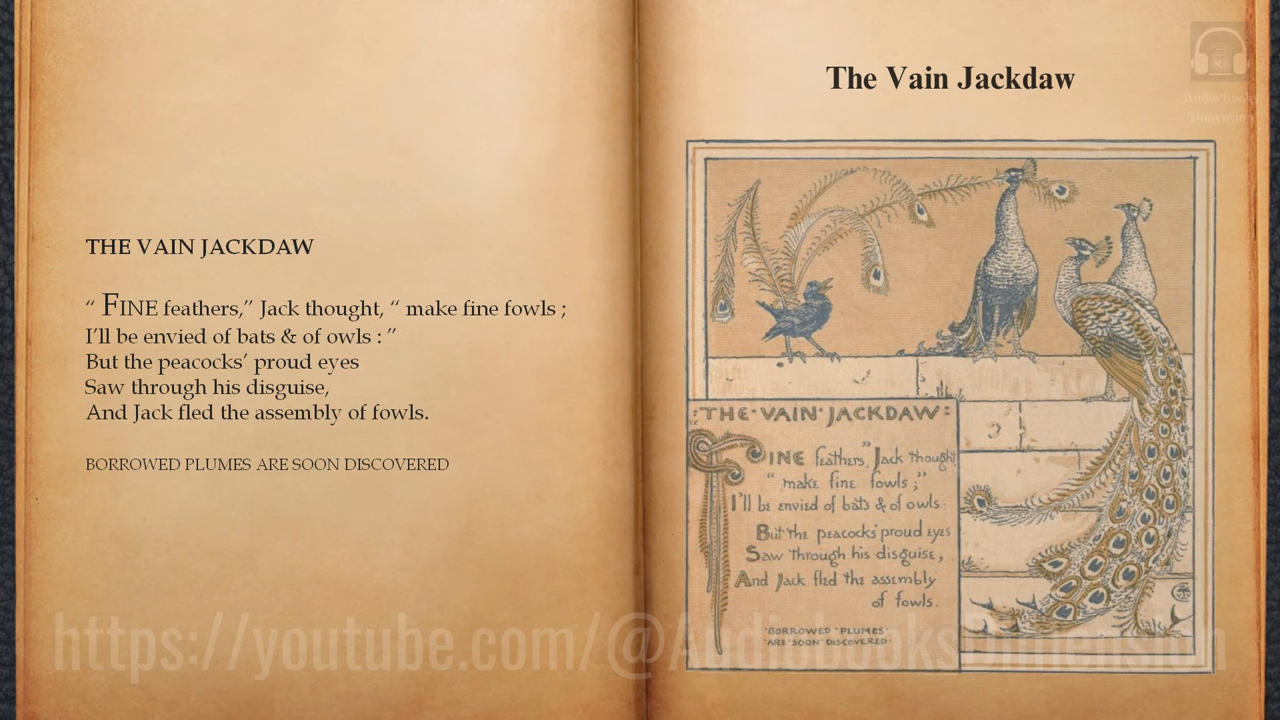 THE VAIN JACKDAW
“ FINE feathers,” Jack thought, “ make fine fowls ;
I’ll be envied of bats & of owls : ”
But the peacocks’ proud eyes
Saw through his disguise,
And Jack fled the assembly of fowls.
BORROWED PLUMES ARE SOON DISCOVERED
The Vain Jackdaw
AudioBooks
Dimension
:THE·VAIN·JACKDAW:
FINE feathers,” Jack thought
“ make fine fowls ;”
I’ll be envied of bats & of owls:
But the peacocks’ proud eyes
Saw through his disguise,
And Jack fled the assembly
of fowls.
·BORROWED·PLUMES·
·ARE·SOON·DISCOVERED·
https://youtube.com/@AudiobooksDimension